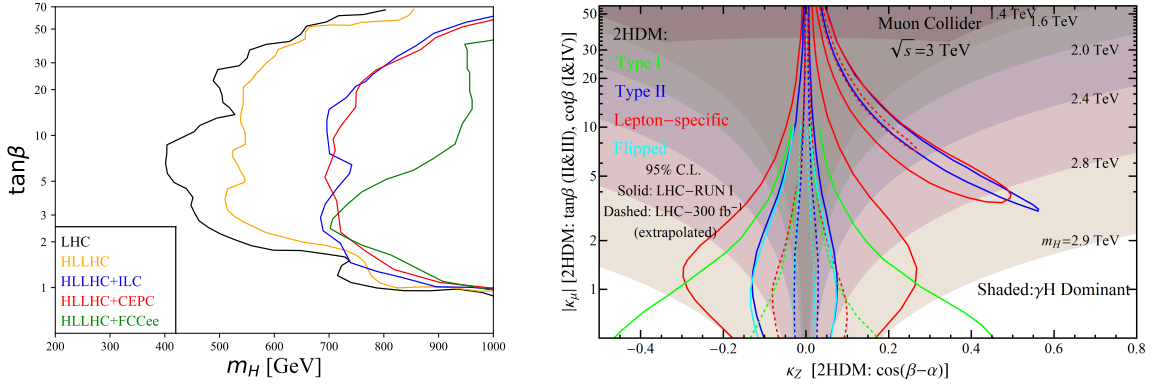 70
50
30
20
10
5
3
2
1
tanβ
LHC
HLLHC
HLLHC+ILC
HLLHC+CEPC
HLLHC+FCCee
200 300 400 500 600 700 800 900 1000
m_H [GeV]
50
20
10
5
2
1
|κ_μ| [2HDM: tanβ (II&III), cotβ (I&IV)]
2HDM:
Type I
Type II
Lepton−specific
Flipped
95% C.L.
Solid: LHC−RUN I
Dashed: LHC−300 fb⁻¹
(extrapolated)
Muon Collider
√s=3 TeV
1.4 TeV
1.6 TeV
2.0 TeV
2.4 TeV
2.8 TeV
m_H=2.9 TeV
Shaded:γH Dominant
−0.4 −0.2 0.0 0.2 0.4 0.6 0.8
κ_Z [2HDM: cos(β−α)]